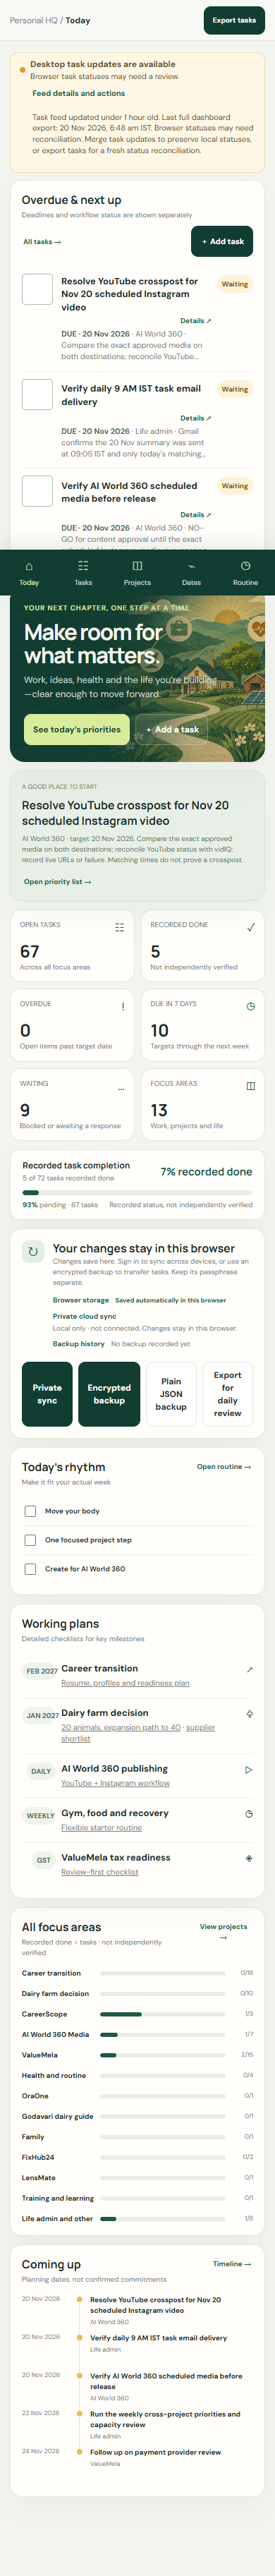 Personal HQ / Today
Export tasks
Desktop task updates are available
Browser task statuses may need a review.
Feed details and actions
Task feed updated 1 hour old. Last full dashboard
export: 20 Nov 2026, 6:48 am IST. Browser statuses may need
reconciliation. Merge task updates to preserve local statuses,
or export tasks for a fresh status reconciliation.
Overdue & next up
Deadlines and workflow status are shown separately
All tasks →
+ Add task
Resolve YouTube crosspost for
Nov 20 scheduled Instagram
video
Waiting
Details ↗
DUE · 20 Nov 2026 · AI World 360 ·
Compare the exact approved media on
both destinations; reconcile YouTube...
Verify daily 9 AM IST task email
delivery
Waiting
Details ↗
DUE · 20 Nov 2026 · Life admin · Gmail
confirms the 20 Nov summary was sent
at 09:05 IST and only today's matching...
Verify AI World 360 scheduled
media before release
Waiting
Details ↗
DUE · 20 Nov 2026 · AI World 360 · NO-
GO for content approval until the exact
Today
Tasks
Projects
Dates
Routine
YOUR NEXT CHAPTER, ONE STEP AT A TIME
Make room for
what matters.
Work, ideas, health and the life you're building
—clear enough to move forward.
See today's priorities
+ Add a task
A GOOD PLACE TO START
Resolve YouTube crosspost for Nov 20
scheduled Instagram video
AI World 360 · target 20 Nov 2026. Compare the exact approved
media on both destinations; reconcile YouTube status with vidIQ;
record live URLs or failure. Matching times do not prove a crosspost.
Open priority list →
OPEN TASKS
67
Across all focus areas
RECORDED DONE
✓
5
Not independently verified
OVERDUE
!
0
Open items past target date
DUE IN 7 DAYS
10
Targets through the next week
WAITING
…
9
Blocked or awaiting a response
FOCUS AREAS
13
Work, projects and life
Recorded task completion
5 of 72 tasks recorded done
7% recorded done
93% pending · 67 tasks
Recorded status, not independently verified
Your changes stay in this browser
Changes save here. Sign in to sync across devices, or use an
encrypted backup to transfer tasks. Keep its passphrase
separate.
Browser storage Saved automatically in this browser
Private cloud sync
Local only · not connected. Changes stay in this browser.
Backup history No backup recorded yet
Private
sync
Encrypted
backup
Plain
JSON
backup
Export
for
daily
review
Today's rhythm
Make it fit your actual week
Open routine →
Move your body
One focused project step
Create for AI World 360
Working plans
Detailed checklists for key milestones
FEB 2027
Career transition
Resume, profiles and readiness plan
JAN 2027
Dairy farm decision
20 animals, expansion path to 40 · supplier
shortlist
DAILY
AI World 360 publishing
YouTube + Instagram workflow
WEEKLY
Gym, food and recovery
Flexible starter routine
GST
ValueMela tax readiness
Review-first checklist
All focus areas
Recorded done ÷ tasks · not independently
verified
View projects
→
Career transition 0/18
Dairy farm decision 0/10
CareerScope 1/3
AI World 360 Media 1/7
ValueMela 2/15
Health and routine 0/4
OraOne 0/1
Godavari dairy guide 0/1
Family 0/1
FixHub24 0/2
LensMate 0/1
Training and learning 0/1
Life admin and other 1/8
Coming up
Planning dates, not confirmed commitments
Timeline →
20 Nov 2026
Resolve YouTube crosspost for Nov 20
scheduled Instagram video
AI World 360
20 Nov 2026
Verify daily 9 AM IST task email delivery
Life admin
20 Nov 2026
Verify AI World 360 scheduled media before
release
AI World 360
22 Nov 2026
Run the weekly cross-project priorities and
capacity review
Life admin
24 Nov 2026
Follow up on payment provider review
ValueMela